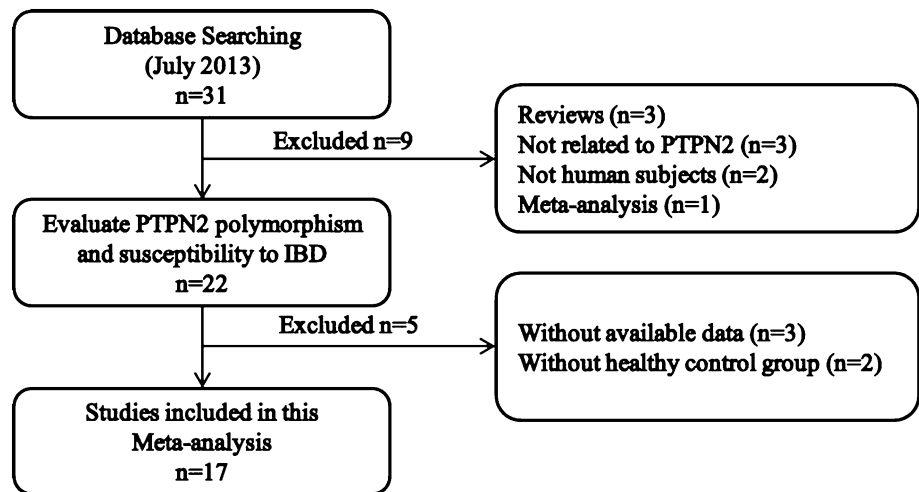 Database Searching
(July 2013)
n=31
Excluded n=9
Reviews (n=3)
Not related to PTPN2 (n=3)
Not human subjects (n=2)
Meta-analysis (n=1)
Evaluate PTPN2 polymorphism
and susceptibility to IBD
n=22
Excluded n=5
Without available data (n=3)
Without healthy control group (n=2)
Studies included in this
Meta-analysis
n=17